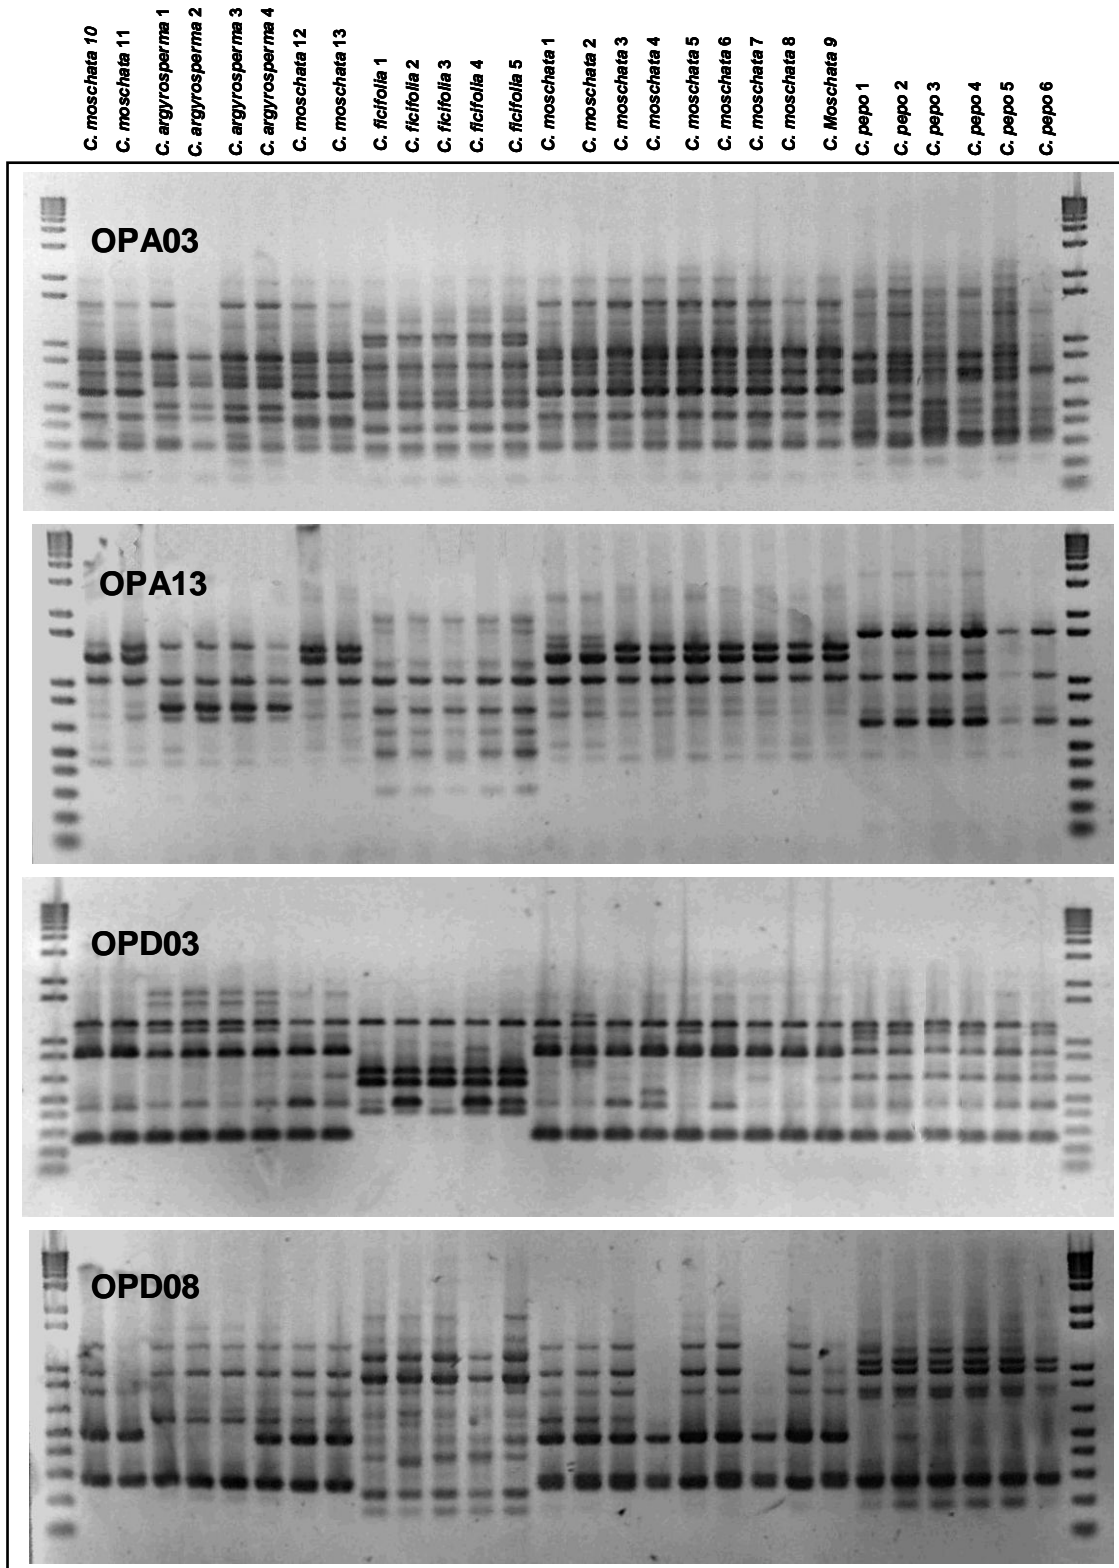 C. moschata 10
C. moschata 11
C. argyrosperma 1
C. argyrosperma 2
C. argyrosperma 3
C. argyrosperma 4
C. moschata 12
C. moschata 13
C. ficifolia 1
C. ficifolia 2
C. ficifolia 3
C. ficifolia 4
C. ficifolia 5
C. moschata 1
C. moschata 2
C. moschata 3
C. moschata 4
C. moschata 5
C. moschata 6
C. moschata 7
C. moschata 8
C. Moschata 9
C. pepo 1
C. pepo 2
C. pepo 3
C. pepo 4
C. pepo 5
C. pepo 6
OPA03
OPA13
OPD03
OPD08